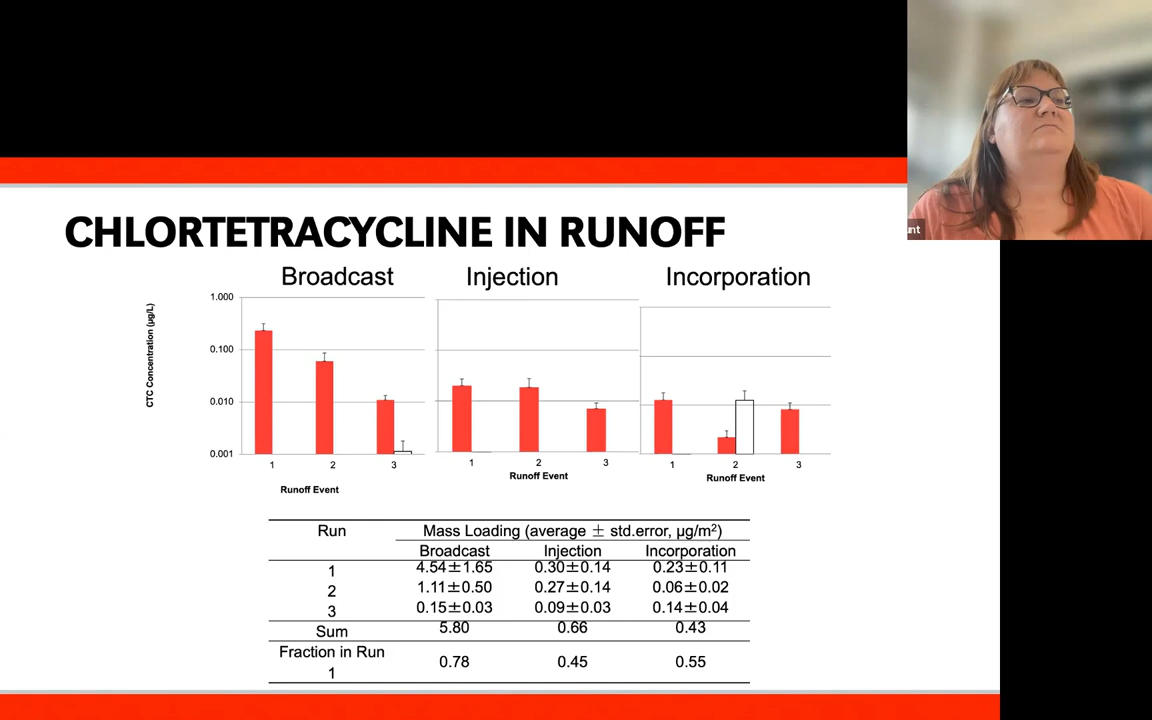 unt
CHLORTETRACYCLINE IN RUNOFF
Broadcast Injection Incorporation
CTC Concentration (µg/L)
1.000
0.100
0.010
0.001
1 2 3
Runoff Event
1 2 3
Runoff Event
1 2 3
Runoff Event
Run Mass Loading (average ± std.error, µg/m²)
Broadcast Injection Incorporation
1 4.54±1.65 0.30±0.14 0.23±0.11
2 1.11±0.50 0.27±0.14 0.06±0.02
3 0.15±0.03 0.09±0.03 0.14±0.04
Sum 5.80 0.66 0.43
Fraction in Run
1 0.78 0.45 0.55